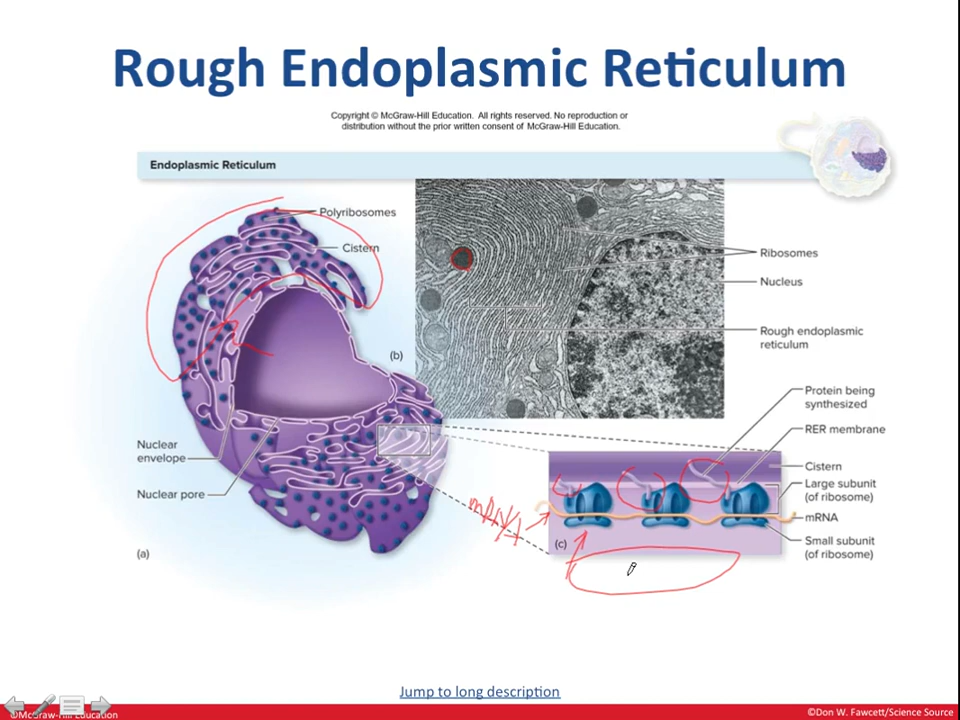 Rough Endoplasmic Reticulum
Copyright © McGraw-Hill Education. All rights reserved. No reproduction or
distribution without the prior written consent of McGraw-Hill Education.
Endoplasmic Reticulum
Polyribosomes
Cistern
Ribosomes
Nucleus
Rough endoplasmic
reticulum
(b)
Protein being
synthesized
RER membrane
Cistern
Large subunit
(of ribosome)
mRNA
Small subunit
(of ribosome)
Nuclear
envelope
Nuclear pore
mRNA
(c)
(a)
Jump to long description
©McGraw-Hill Education
©Don W. Fawcett/Science Source